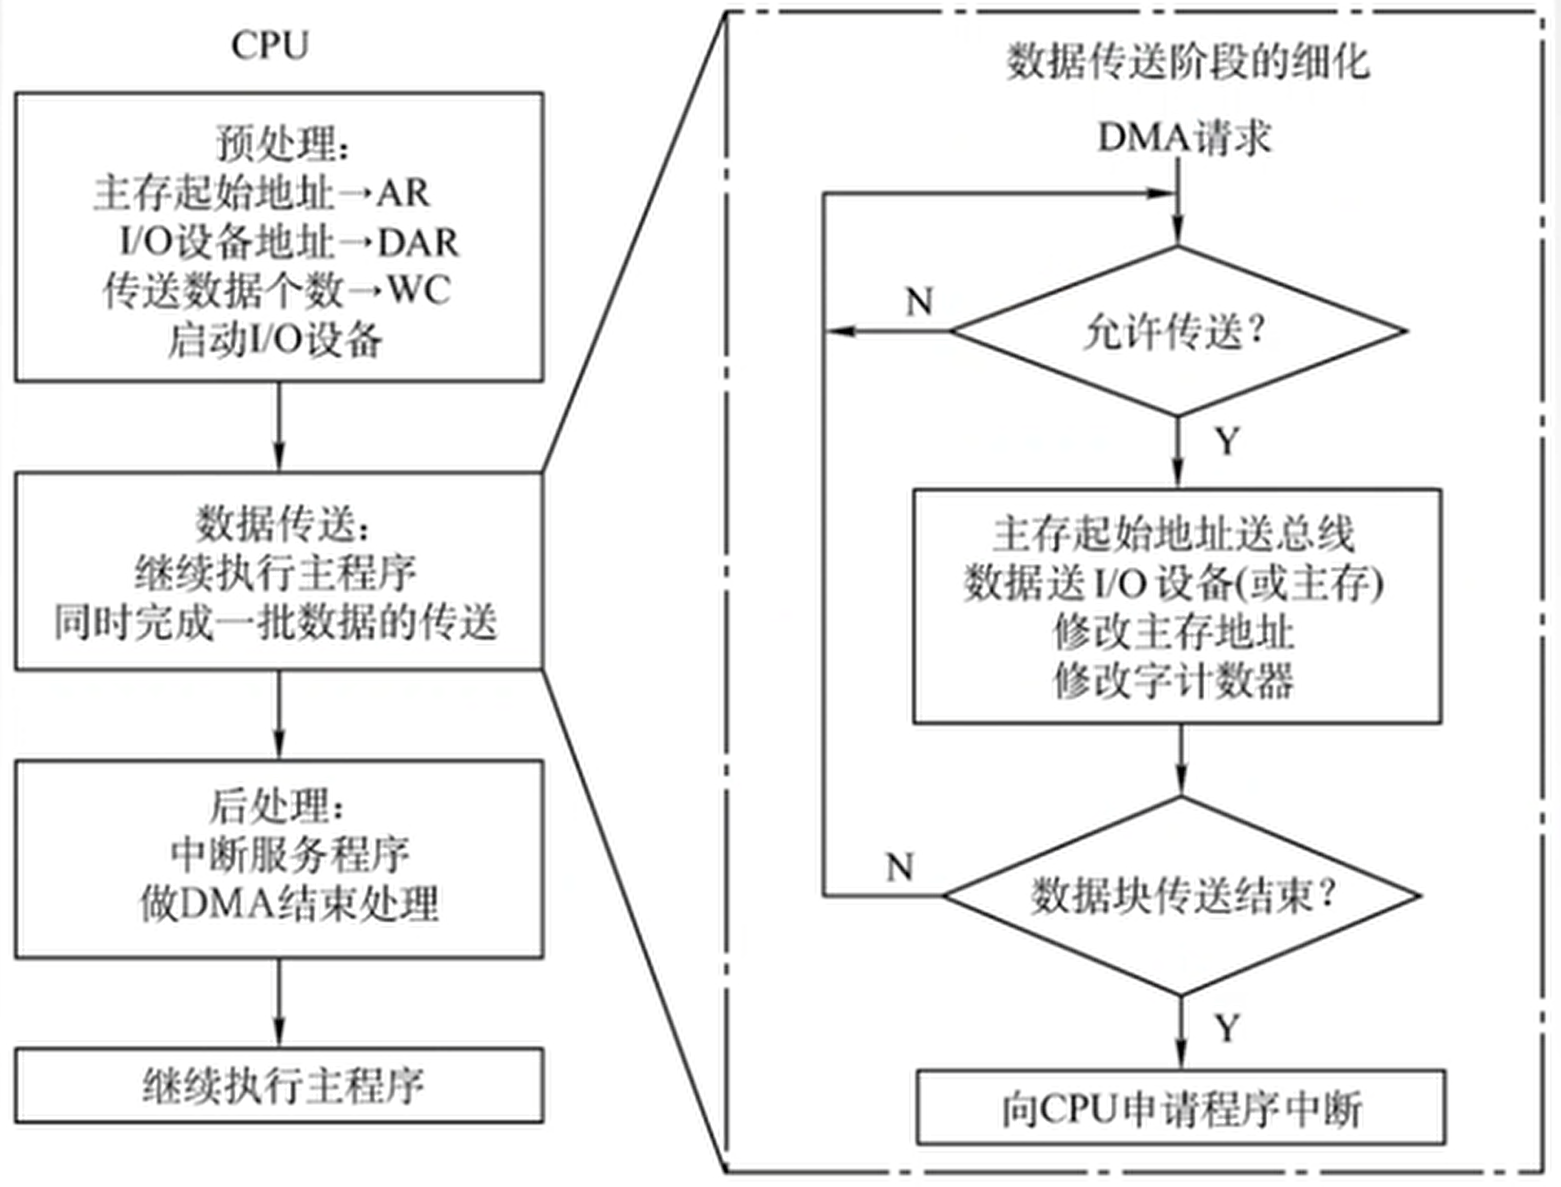 CPU
预处理：
主存起始地址→AR
I/O设备地址→DAR
传送数据个数→WC
启动I/O设备
数据传送：
继续执行主程序
同时完成一批数据的传送
后处理：
中断服务程序
做DMA结束处理
继续执行主程序
数据传送阶段的细化
DMA请求
允许传送？
N
Y
主存起始地址送总线
数据送 I/O 设备(或主存)
修改主存地址
修改字计数器
数据块传送结束？
N
Y
向CPU申请程序中断